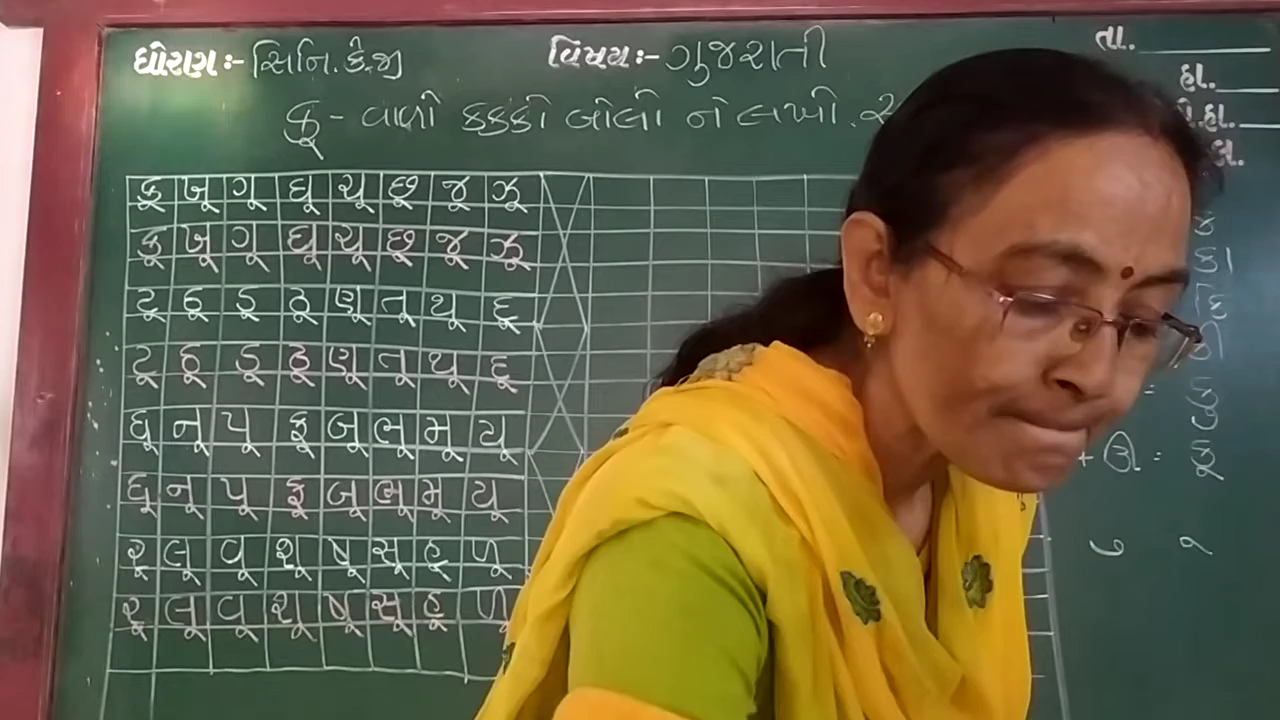 ધોરણ:- સિનિ.કે.જી વિષય:- ગુજરાતી તા.
હા.
કૂ - વાળો કક્કો બોલો ને લખો.
કૂ ખૂ ગૂ ઘૂ ચૂ છૂ જૂ ઝૂ
કૂ ખૂ ગૂ ઘૂ ચૂ છૂ જૂ ઝૂ
ટૂ ઠૂ ડૂ ઢૂ ણૂ તૂ થૂ દૂ
ટૂ ઠૂ ડૂ ઢૂ ણૂ તૂ થૂ દૂ
ધૂ નૂ પૂ ફૂ બૂ ભૂ મૂ યૂ
ધૂ નૂ પૂ ફૂ બૂ ભૂ મૂ યૂ
રૂ લૂ વૂ શૂ ષૂ સૂ હૂ ળૂ
રૂ લૂ વૂ શૂ ષૂ સૂ હૂ ળૂ
+ ઊ =